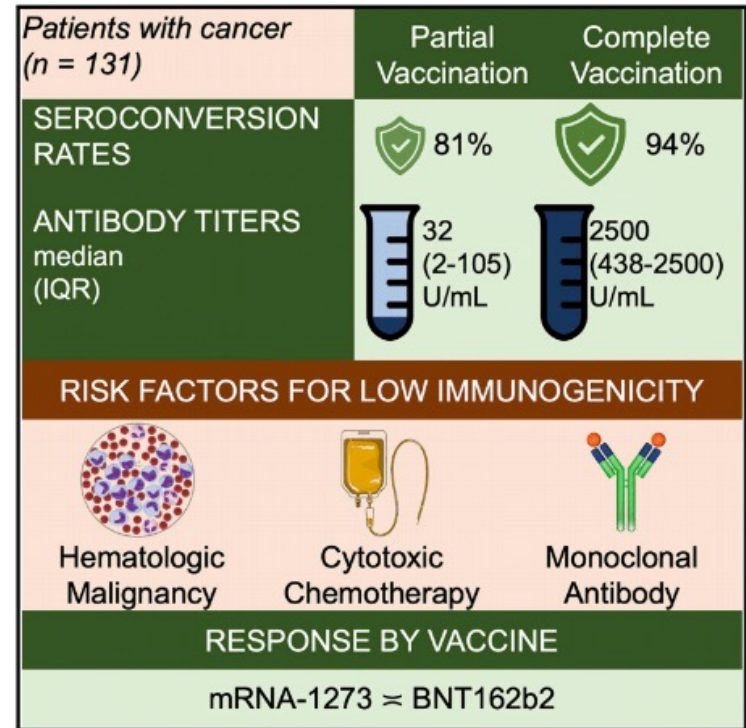 Patients with cancer
(n = 131)
Partial
Vaccination
Complete
Vaccination
SEROCONVERSION
RATES
81%
94%
ANTIBODY TITERS
median
(IQR)
32
(2-105)
U/mL
2500
(438-2500)
U/mL
RISK FACTORS FOR LOW IMMUNOGENICITY
Hematologic
Malignancy
Cytotoxic
Chemotherapy
Monoclonal
Antibody
RESPONSE BY VACCINE
mRNA-1273 ≍ BNT162b2